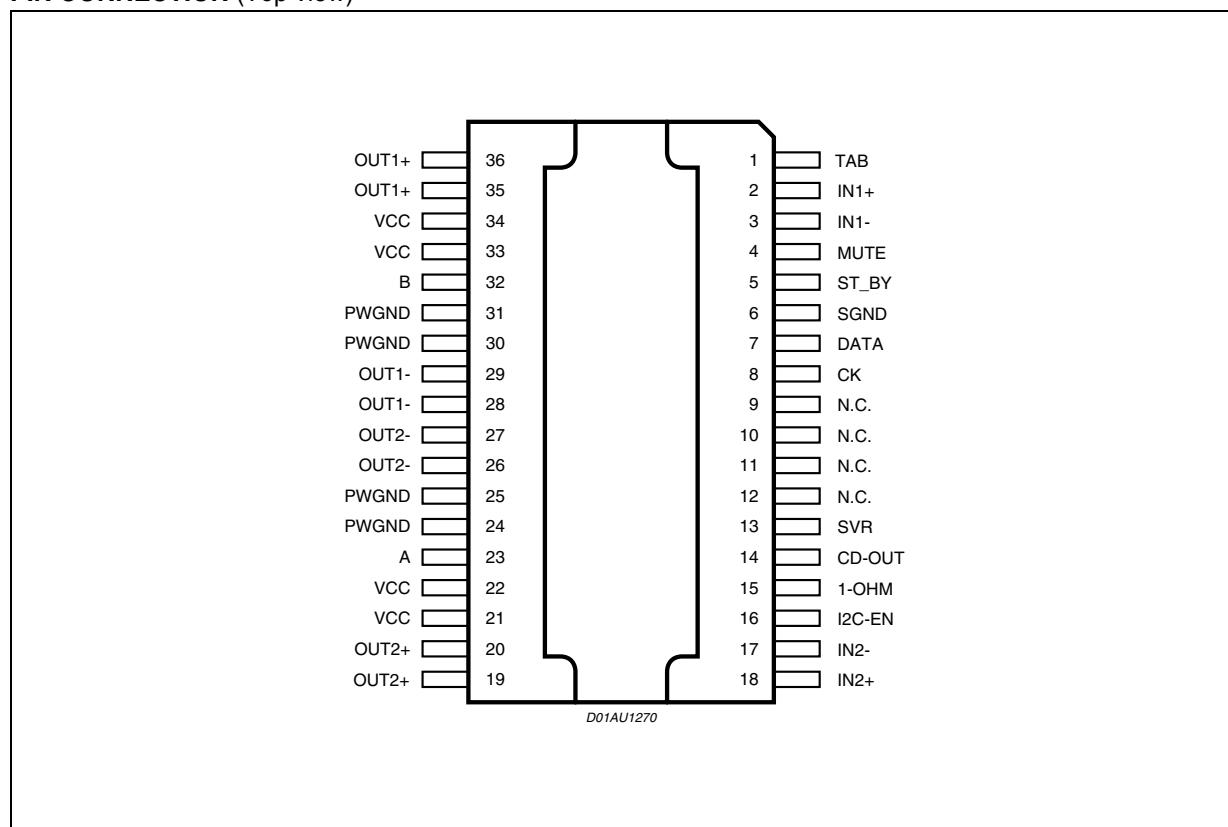 OUT1+ 36 1 TAB
OUT1+ 35 2 IN1+
VCC 34 3 IN1-
VCC 33 4 MUTE
B 32 5 ST_BY
PWGND 31 6 SGND
PWGND 30 7 DATA
OUT1- 29 8 CK
OUT1- 28 9 N.C.
OUT2- 27 10 N.C.
OUT2- 26 11 N.C.
PWGND 25 12 N.C.
PWGND 24 13 SVR
A 23 14 CD-OUT
VCC 22 15 1-OHM
VCC 21 16 I2C-EN
OUT2+ 20 17 IN2-
OUT2+ 19 18 IN2+
D01AU1270